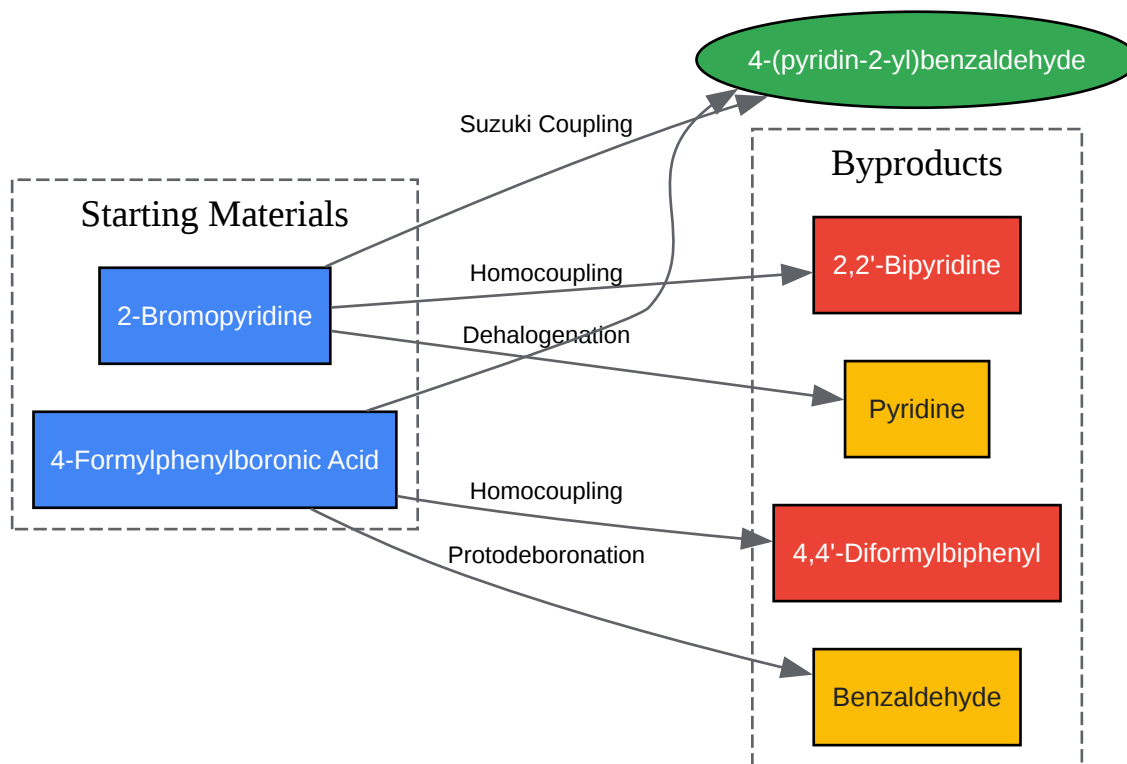 4-(pyridin-2-yl)benzaldehyde
Suzuki Coupling
Starting Materials
Byproducts
2-Bromopyridine
Homocoupling
2,2'-Bipyridine
Dehalogenation
Pyridine
4-Formylphenylboronic Acid
Homocoupling
4,4'-Diformylbiphenyl
Protodeboronation
Benzaldehyde